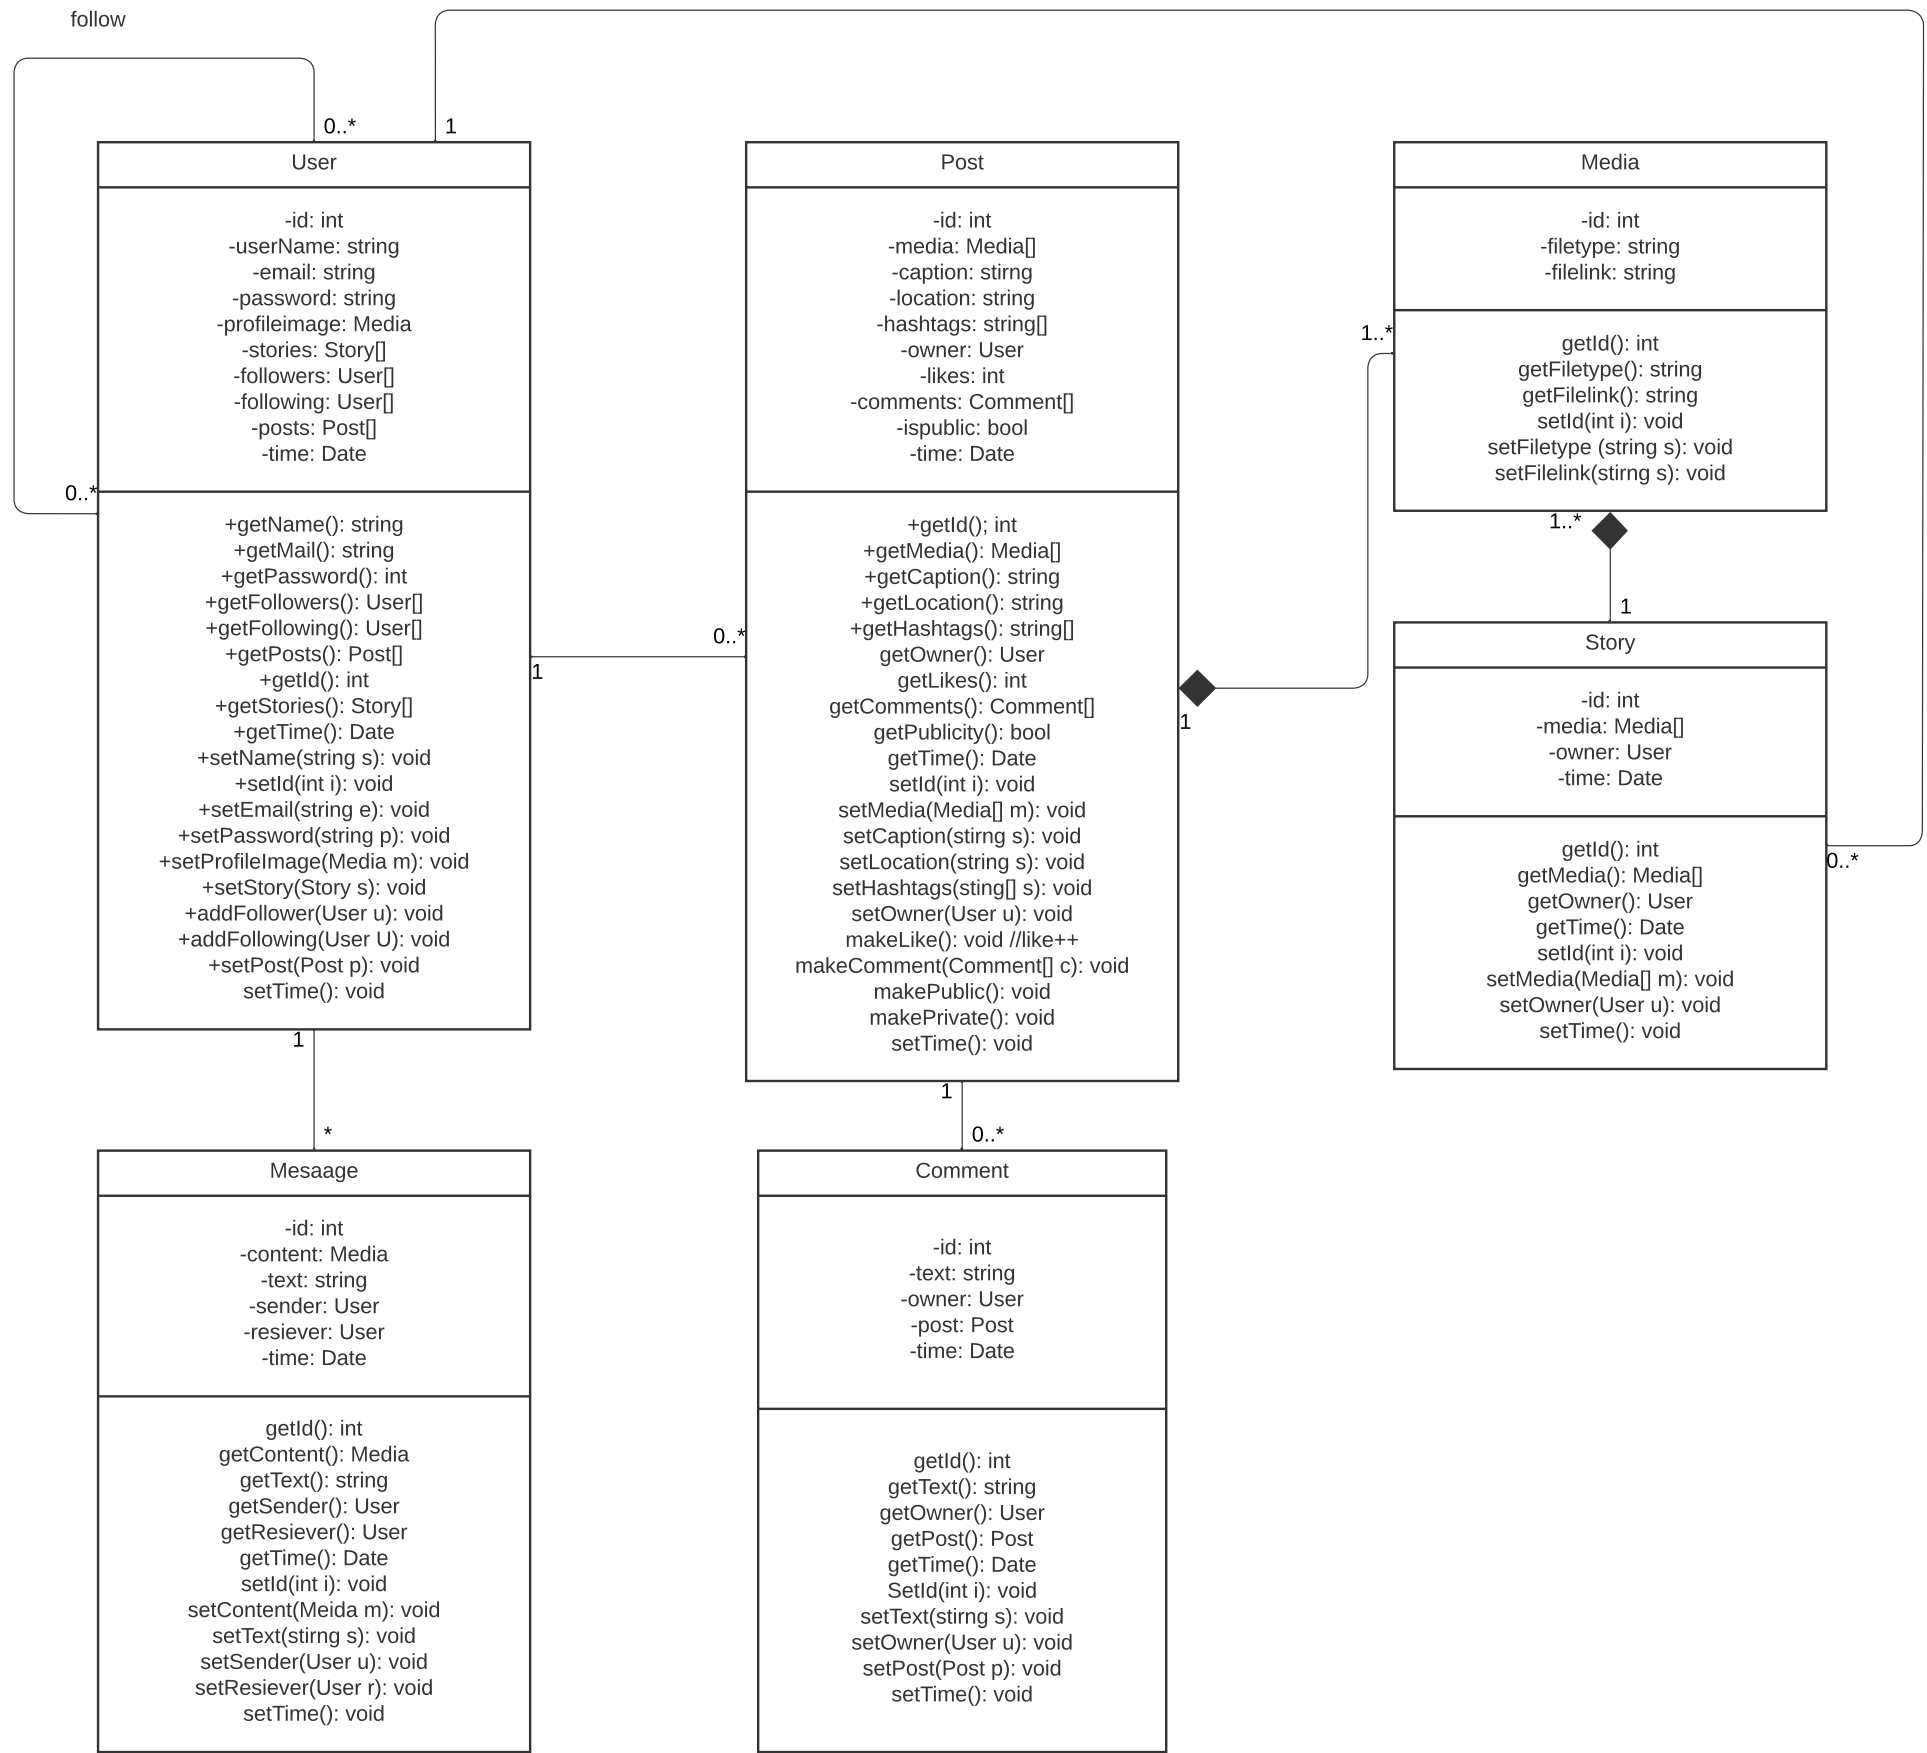 follow
0..*
1
0..*
User
-id: int
-userName: string
-email: string
-password: string
-profileimage: Media
-stories: Story[]
-followers: User[]
-following: User[]
-posts: Post[]
-time: Date
+getName(): string
+getMail(): string
+getPassword(): int
+getFollowers(): User[]
+getFollowing(): User[]
+getPosts(): Post[]
+getId(): int
+getStories(): Story[]
+getTime(): Date
+setName(string s): void
+setId(int i): void
+setEmail(string e): void
+setPassword(string p): void
+setProfileImage(Media m): void
+setStory(Story s): void
+addFollower(User u): void
+addFollowing(User U): void
+setPost(Post p): void
setTime(): void
1
0..*
Post
-id: int
-media: Media[]
-caption: stirng
-location: string
-hashtags: string[]
-owner: User
-likes: int
-comments: Comment[]
-ispublic: bool
-time: Date
+getId(); int
+getMedia(): Media[]
+getCaption(): string
+getLocation(): string
+getHashtags(): string[]
getOwner(): User
getLikes(): int
getComments(): Comment[]
getPublicity(): bool
getTime(): Date
setId(int i): void
setMedia(Media[] m): void
setCaption(stirng s): void
setLocation(string s): void
setHashtags(sting[] s): void
setOwner(User u): void
makeLike(): void //like++
makeComment(Comment[] c): void
makePublic(): void
makePrivate(): void
setTime(): void
1
1..*
Media
-id: int
-filetype: string
-filelink: string
getId(): int
getFiletype(): string
getFilelink(): string
setId(int i): void
setFiletype (string s): void
setFilelink(stirng s): void
1..*
1
Story
-id: int
-media: Media[]
-owner: User
-time: Date
getId(): int
getMedia(): Media[]
getOwner(): User
getTime(): Date
setId(int i): void
setMedia(Media[] m): void
setOwner(User u): void
setTime(): void
0..*
1
*
Mesaage
-id: int
-content: Media
-text: string
-sender: User
-resiever: User
-time: Date
getId(): int
getContent(): Media
getText(): string
getSender(): User
getResiever(): User
getTime(): Date
setId(int i): void
setContent(Meida m): void
setText(stirng s): void
setSender(User u): void
setResiever(User r): void
setTime(): void
1
0..*
Comment
-id: int
-text: string
-owner: User
-post: Post
-time: Date
getId(): int
getText(): string
getOwner(): User
getPost(): Post
getTime(): Date
SetId(int i): void
setText(stirng s): void
setOwner(User u): void
setPost(Post p): void
setTime(): void